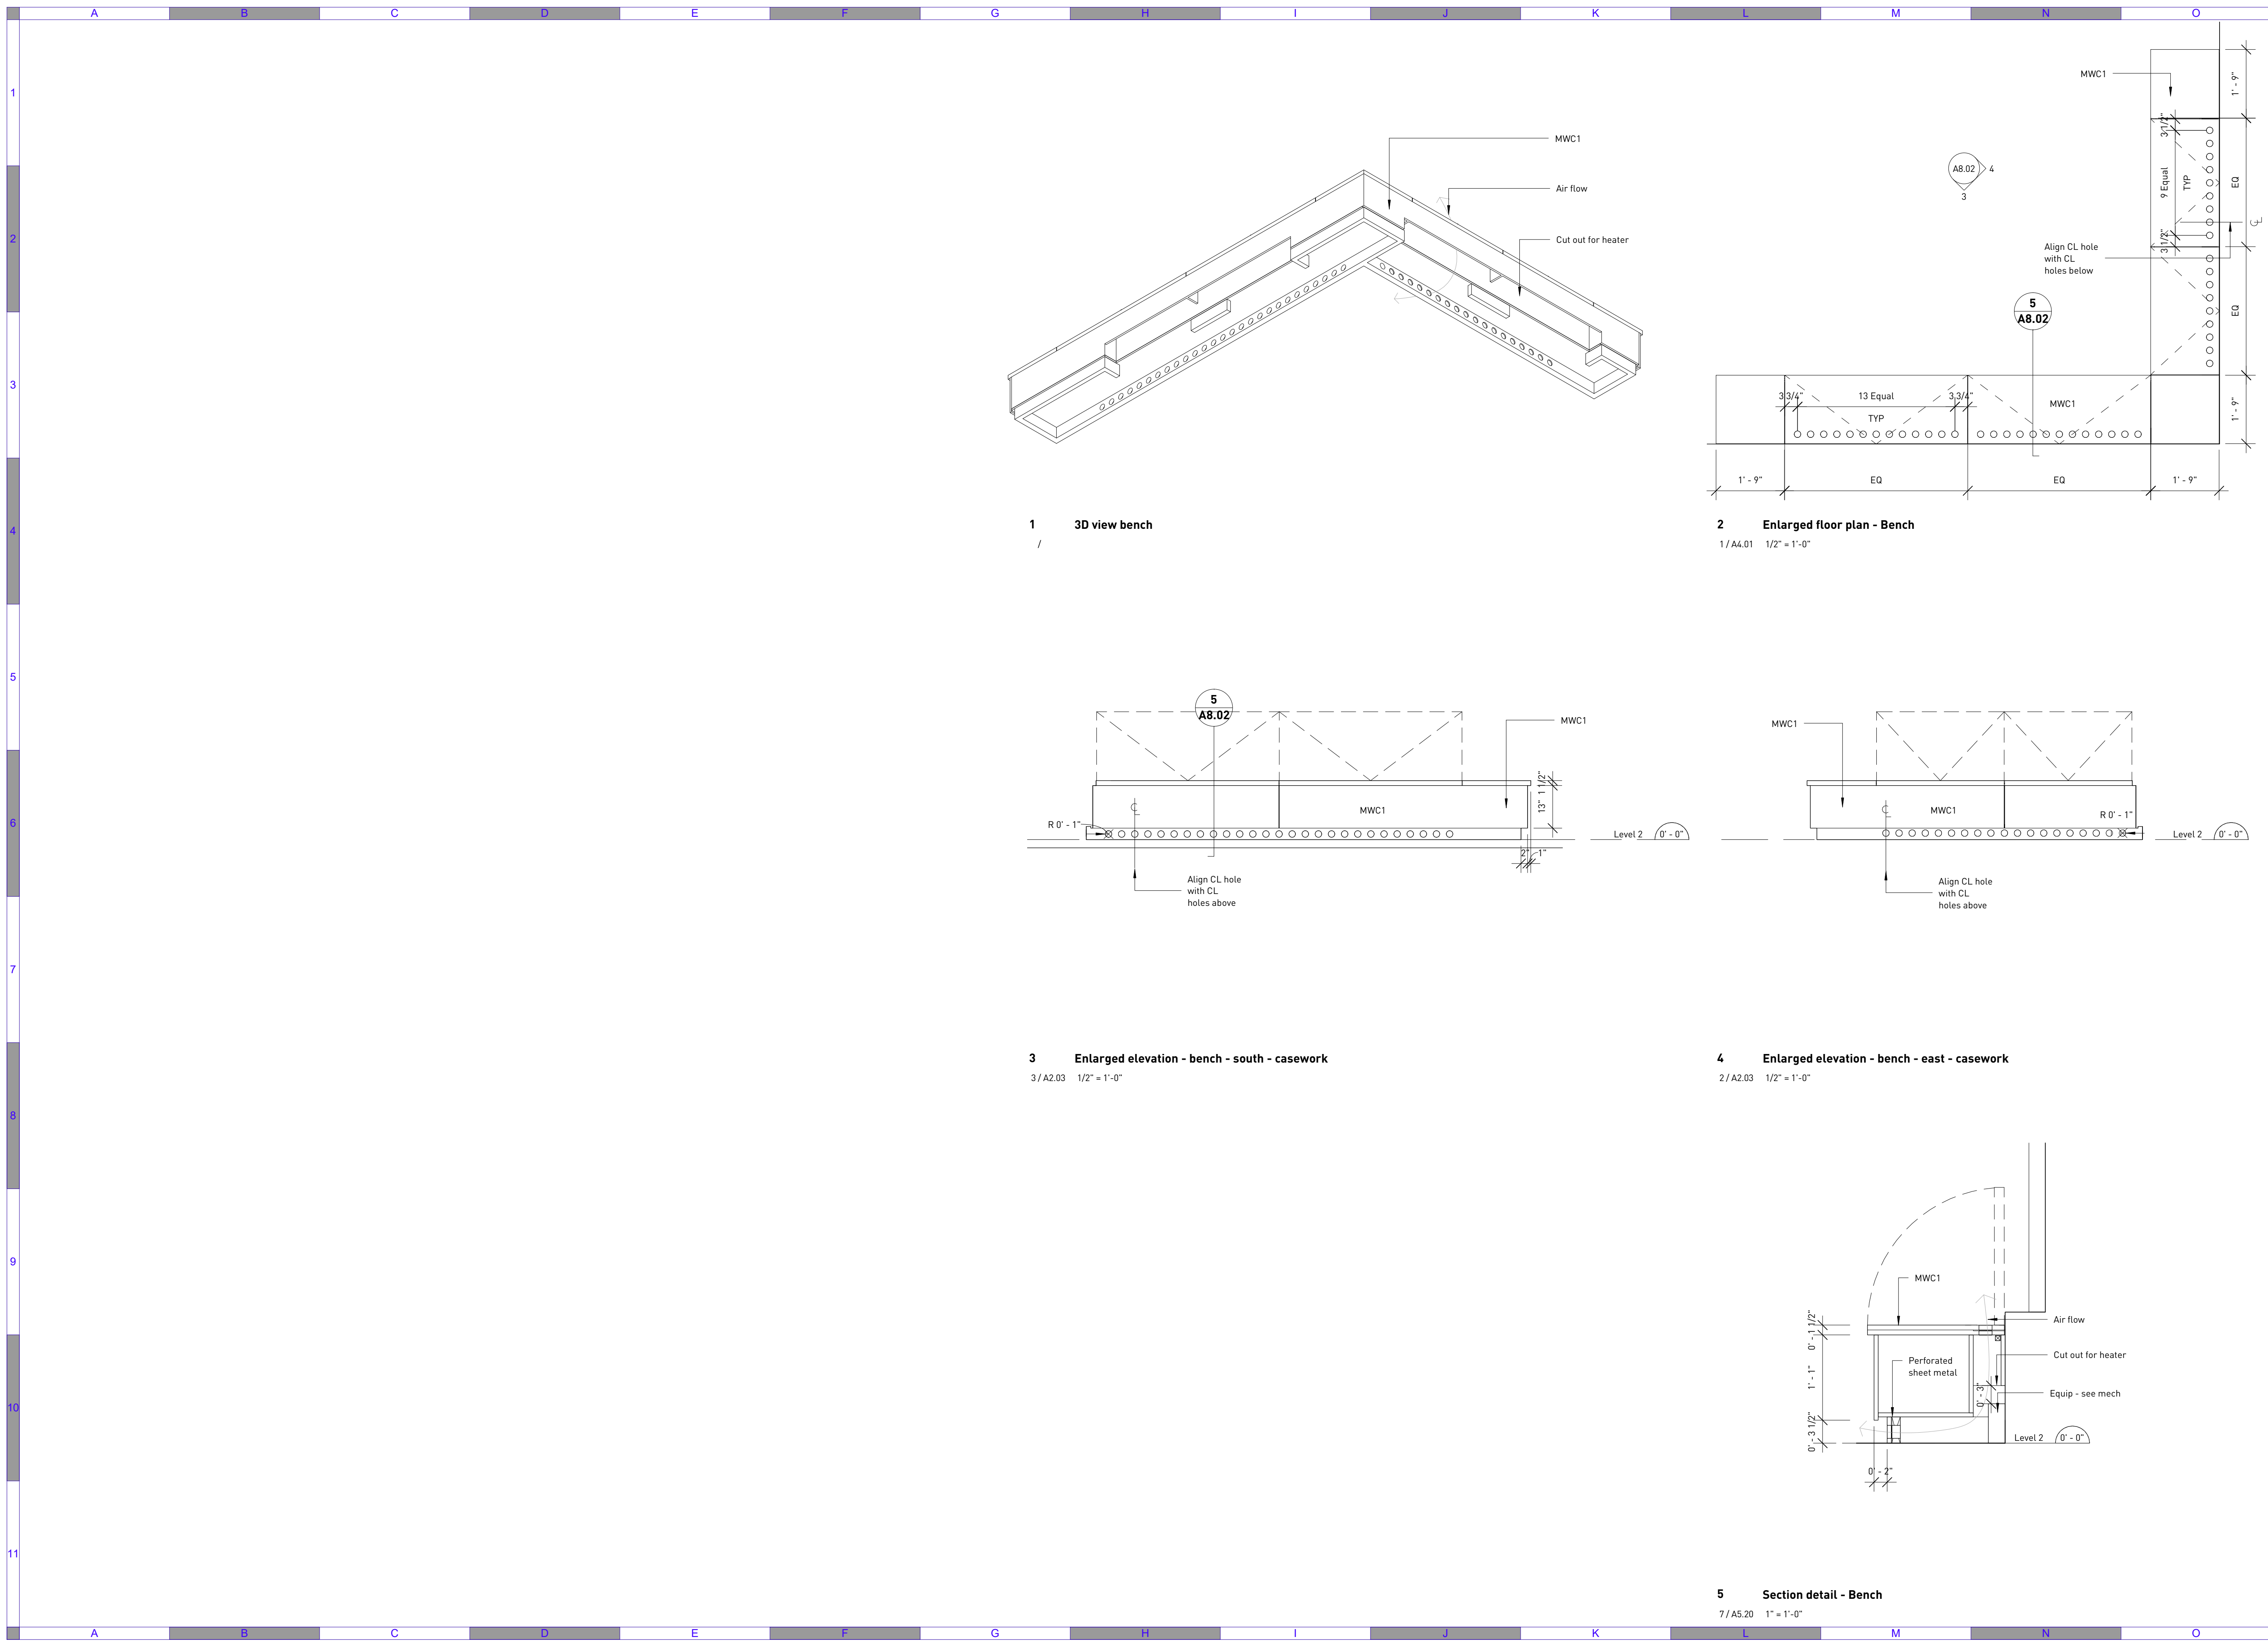 A B C D E F G H I J K L M N O
1
2
3
4
5
6
7
8
9
10
11
MWC1
Air flow
Cut out for heater
1 3D view bench
/
MWC1
1' - 9"
3 1/2"
9 Equal
TYP
3 1/2"
EQ
CL
EQ
1' - 9"
A8.02 4
3
Align CL hole
with CL
holes below
5
A8.02
3 3/4" 13 Equal 3 3/4"
TYP
MWC1
1' - 9" EQ EQ 1' - 9"
2 Enlarged floor plan - Bench
1 / A4.01 1/2" = 1'-0"
5
A8.02
MWC1
CL
MWC1
R 0' - 1"
1 1/2"
13"
Level 2 0' - 0"
2" 1"
Align CL hole
with CL
holes above
3 Enlarged elevation - bench - south - casework
3 / A2.03 1/2" = 1'-0"
MWC1
CL
MWC1
R 0' - 1"
Level 2 0' - 0"
Align CL hole
with CL
holes above
4 Enlarged elevation - bench - east - casework
2 / A2.03 1/2" = 1'-0"
MWC1
Air flow
0' - 1 1/2"
Cut out for heater
Perforated
sheet metal
1' - 1"
0' - 3"
Equip - see mech
0' - 3 1/2"
Level 2 0' - 0"
0' - 2"
5 Section detail - Bench
7 / A5.20 1" = 1'-0"
A B C D E F G H I J K L M N O